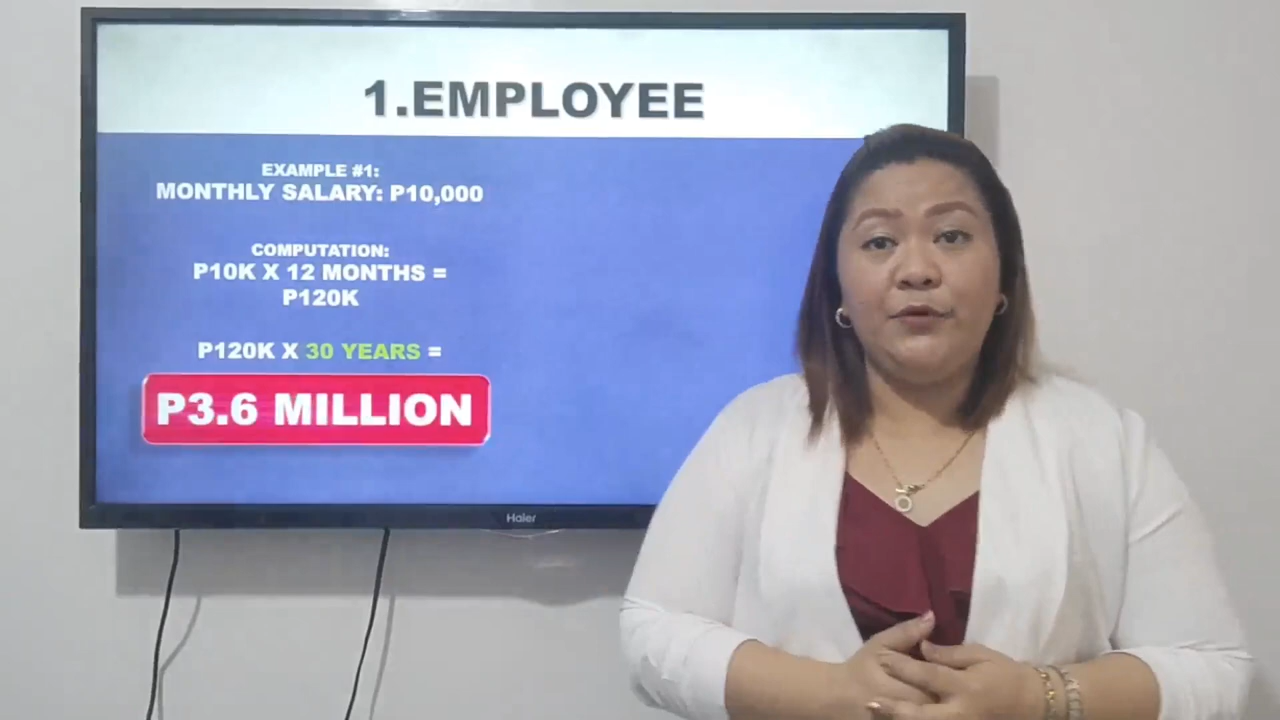 1.EMPLOYEE
EXAMPLE #1:
MONTHLY SALARY: P10,000
COMPUTATION:
P10K X 12 MONTHS =
P120K
P120K X 30 YEARS =
P3.6 MILLION
Haier